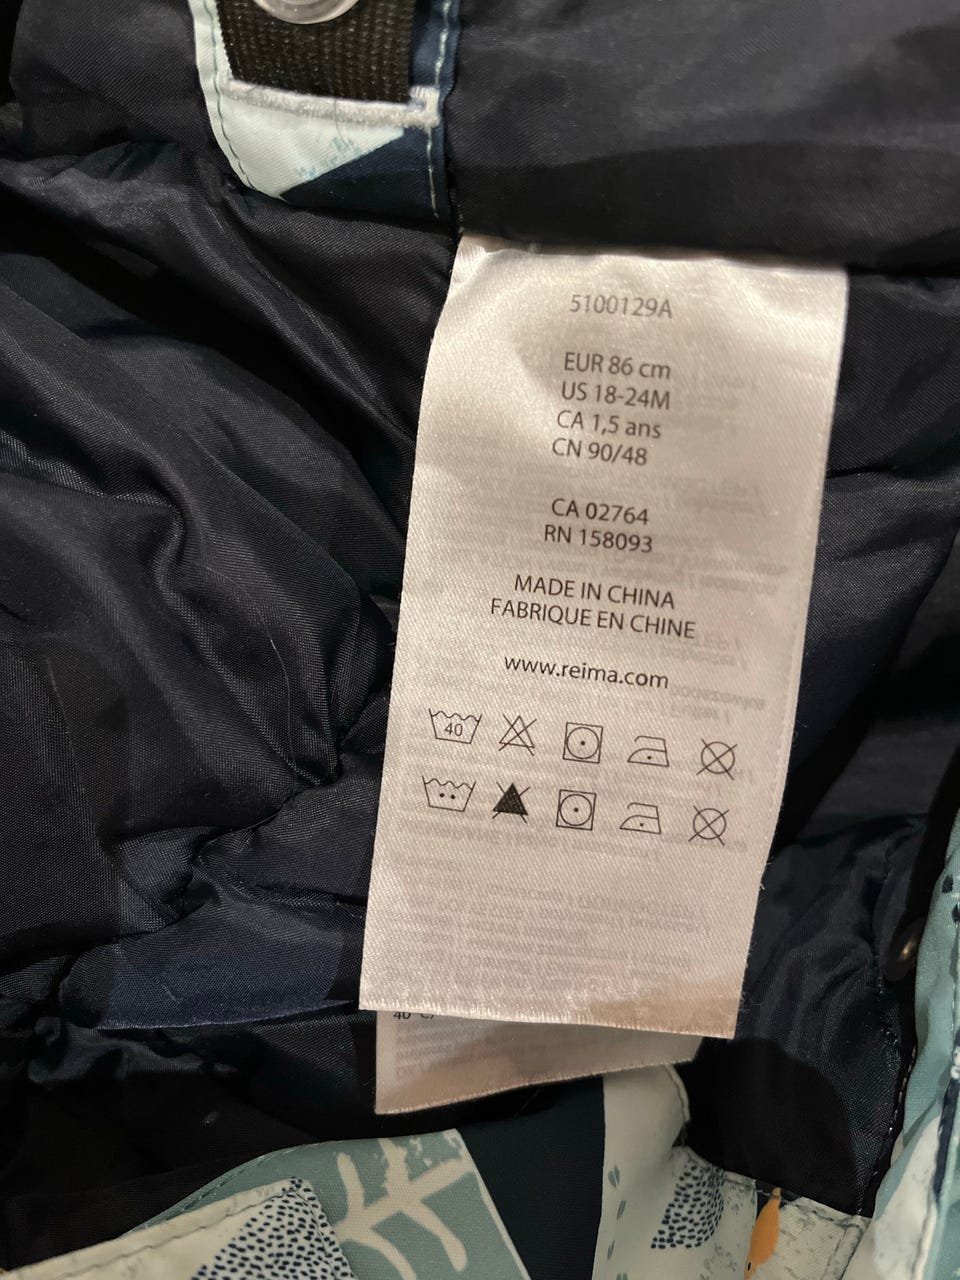 5100129A
EUR 86 cm
US 18-24M
CA 1,5 ans
CN 90/48
CA 02764
RN 158093
MADE IN CHINA
FABRIQUE EN CHINE
www.reima.com
40
40 °C/